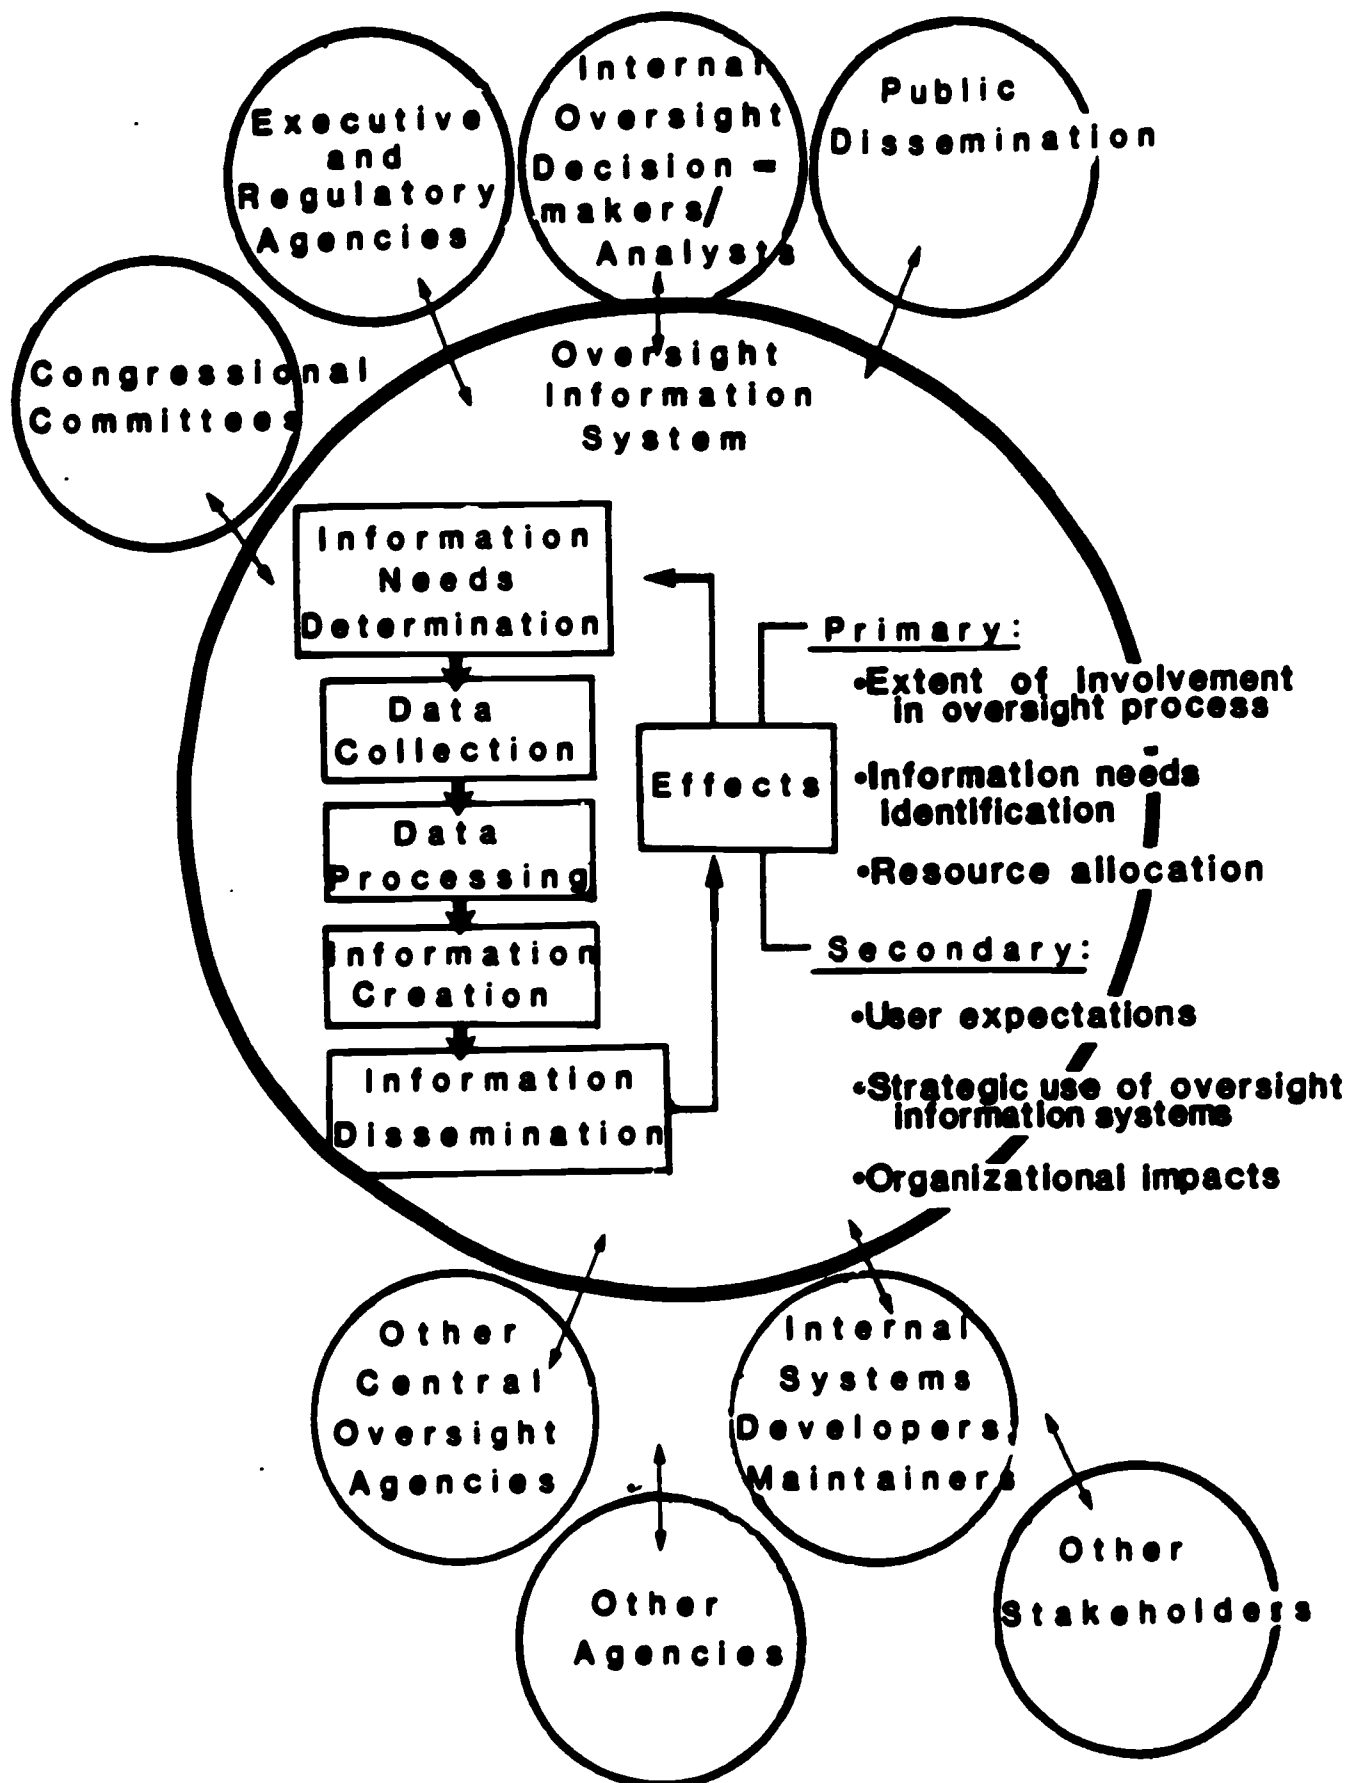 Executive
and
Regulatory
Agencies
Internal
Oversight
Decision-
makers/
Analysts
Public
Dissemination
Congressional
Committees
Oversight
Information
System
Information
Needs
Determination
Data
Collection
Data
Processing
Information
Creation
Information
Dissemination
Effects
Primary:
•Extent of involvement
in oversight process
•Information needs
identification
•Resource allocation
Secondary:
•User expectations
•Strategic use of oversight
information systems
•Organizational impacts
Other
Central
Oversight
Agencies
Internal
Systems
Developers/
Maintainers
Other
Agencies
Other
Stakeholders